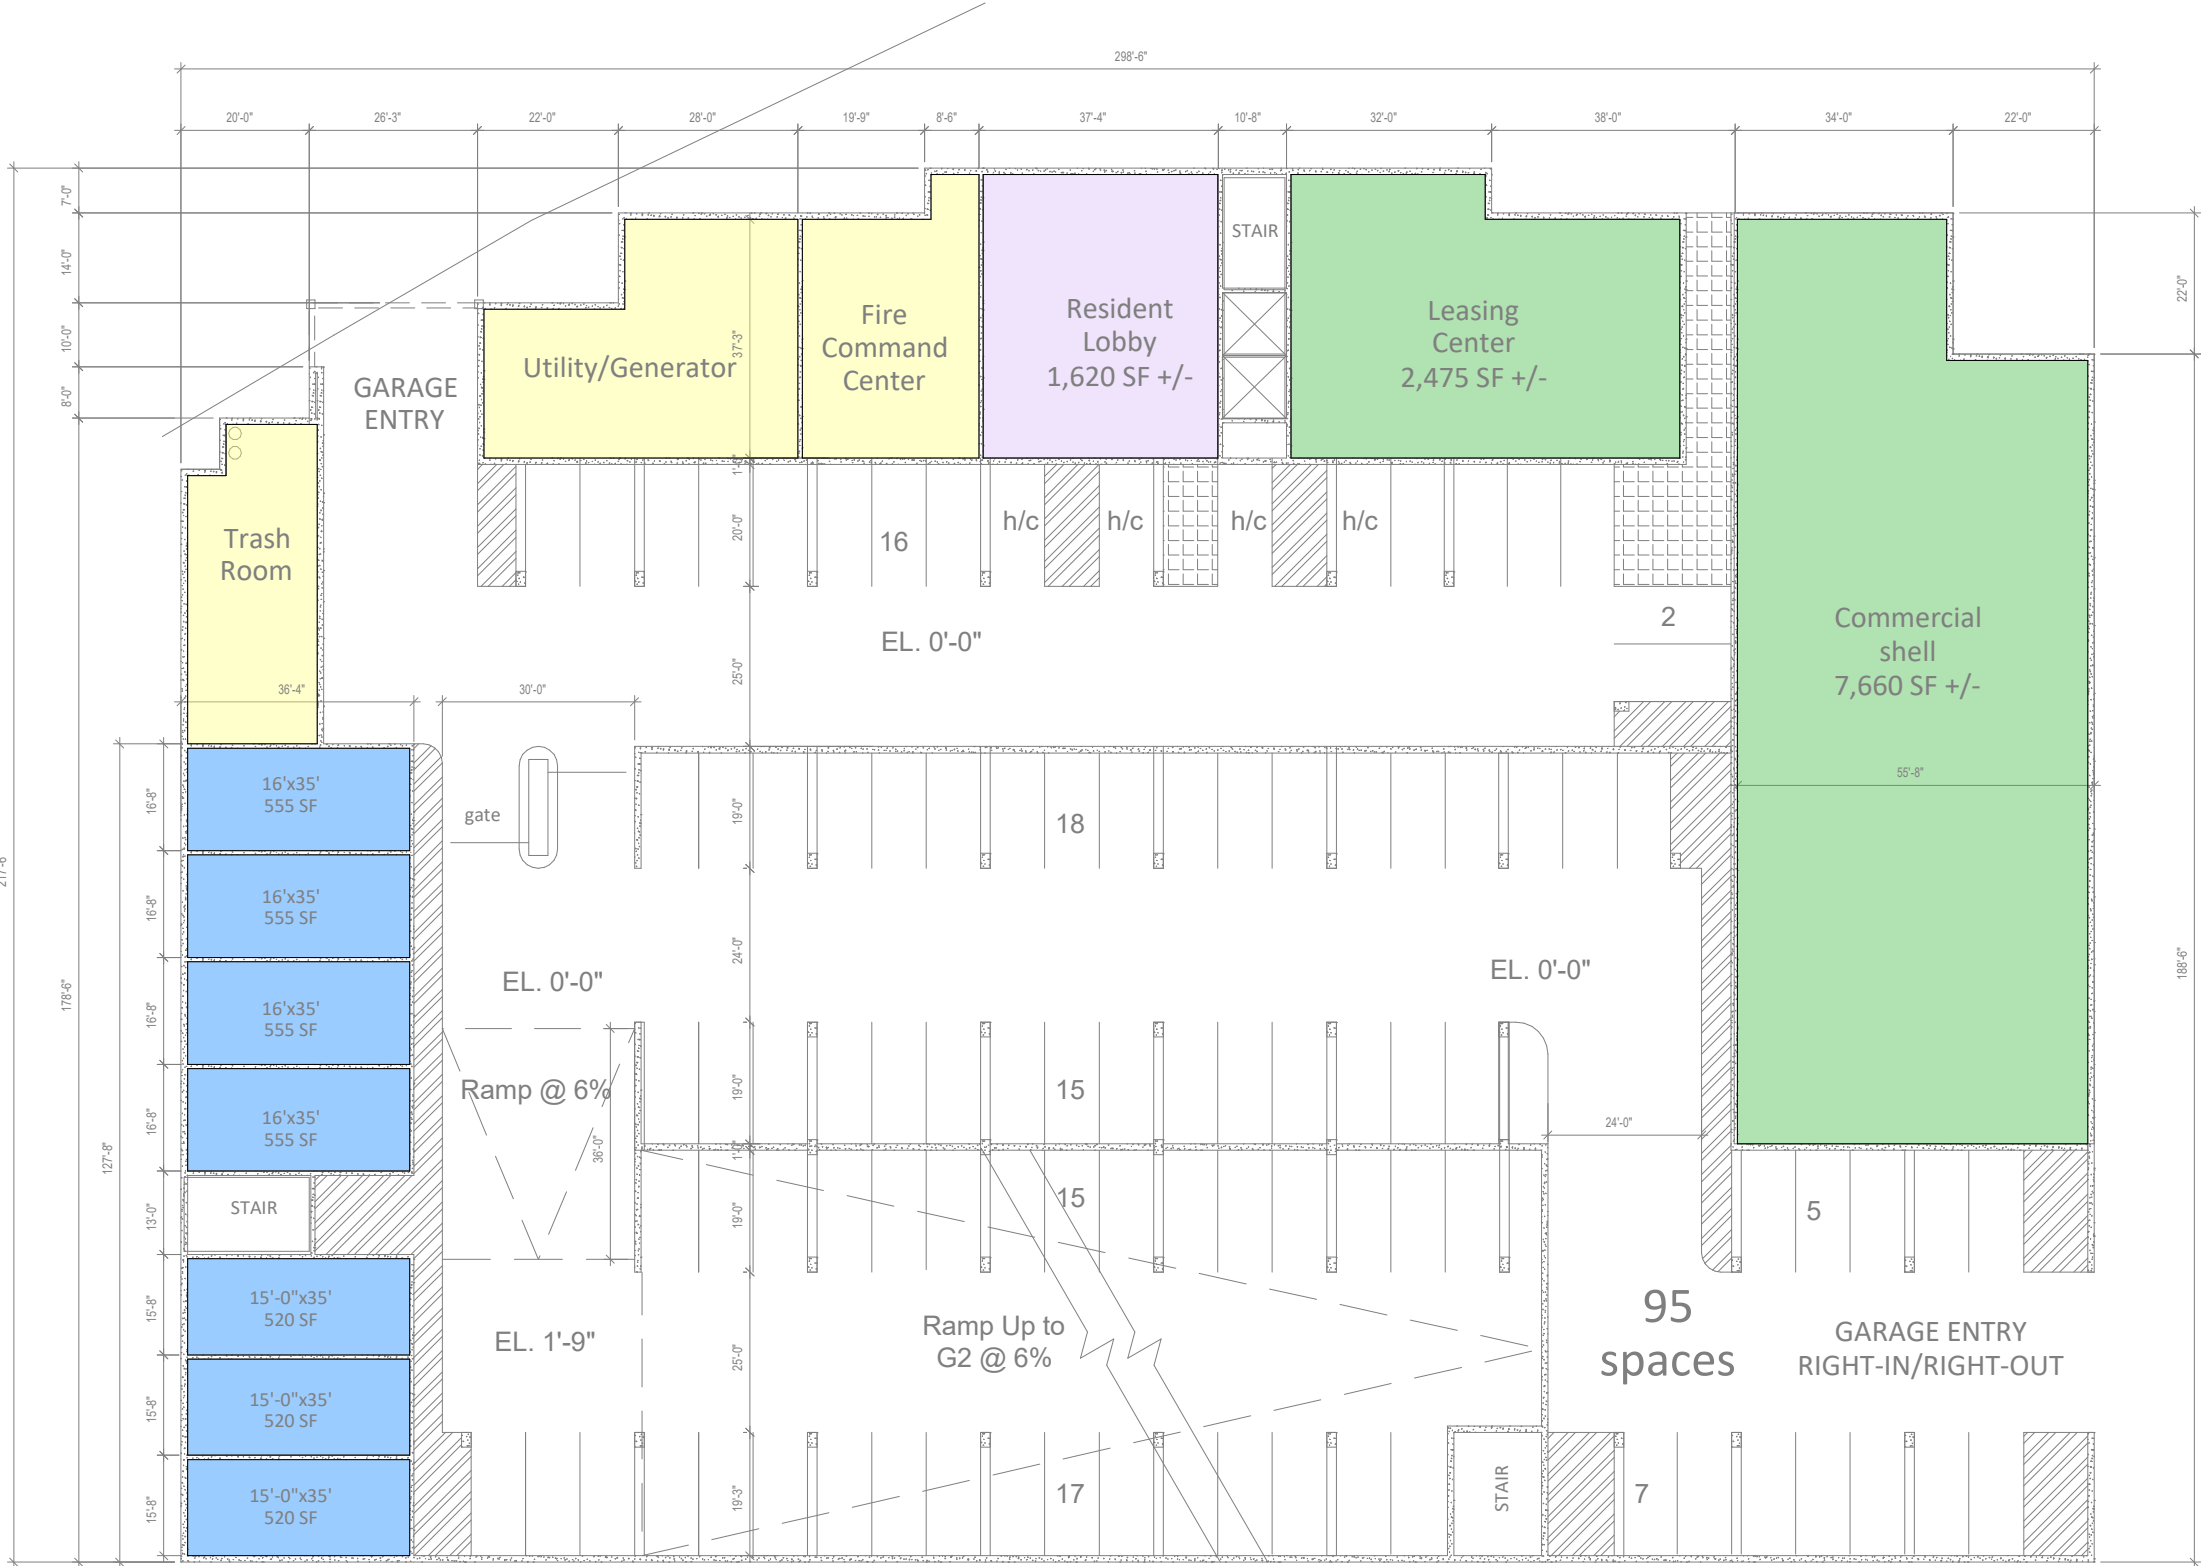 298'-6"
20'-0"
26'-3"
22'-0"
28'-0"
19'-9"
8'-6"
37'-4"
10'-8"
32'-0"
38'-0"
34'-0"
22'-0"
7'-0"
14'-0"
10'-0"
8'-0"
22'-0"
STAIR
Utility/Generator
37'-3"
Fire
Command
Center
Resident
Lobby
1,620 SF +/-
Leasing
Center
2,475 SF +/-
GARAGE
ENTRY
1'-0"
20'-0"
16
h/c
h/c
h/c
h/c
Trash
Room
EL. 0'-0"
2
Commercial
shell
7,660 SF +/-
25'-0"
36'-4"
30'-0"
55'-8"
16'x35'
555 SF
16'-8"
gate
19'-0"
18
217'-6"
16'x35'
555 SF
16'-8"
24'-0"
EL. 0'-0"
EL. 0'-0"
178'-6"
188'-6"
16'x35'
555 SF
16'-8"
Ramp @ 6%
36'-0"
19'-0"
15
16'x35'
555 SF
16'-8"
24'-0"
127'-8"
1'-0"
15
19'-0"
5
STAIR
13'-0"
15'-0"x35'
520 SF
15'-8"
EL. 1'-9"
25'-0"
Ramp Up to
G2 @ 6%
95
spaces
GARAGE ENTRY
RIGHT-IN/RIGHT-OUT
15'-0"x35'
520 SF
15'-8"
15'-0"x35'
520 SF
15'-8"
19'-3"
17
STAIR
7